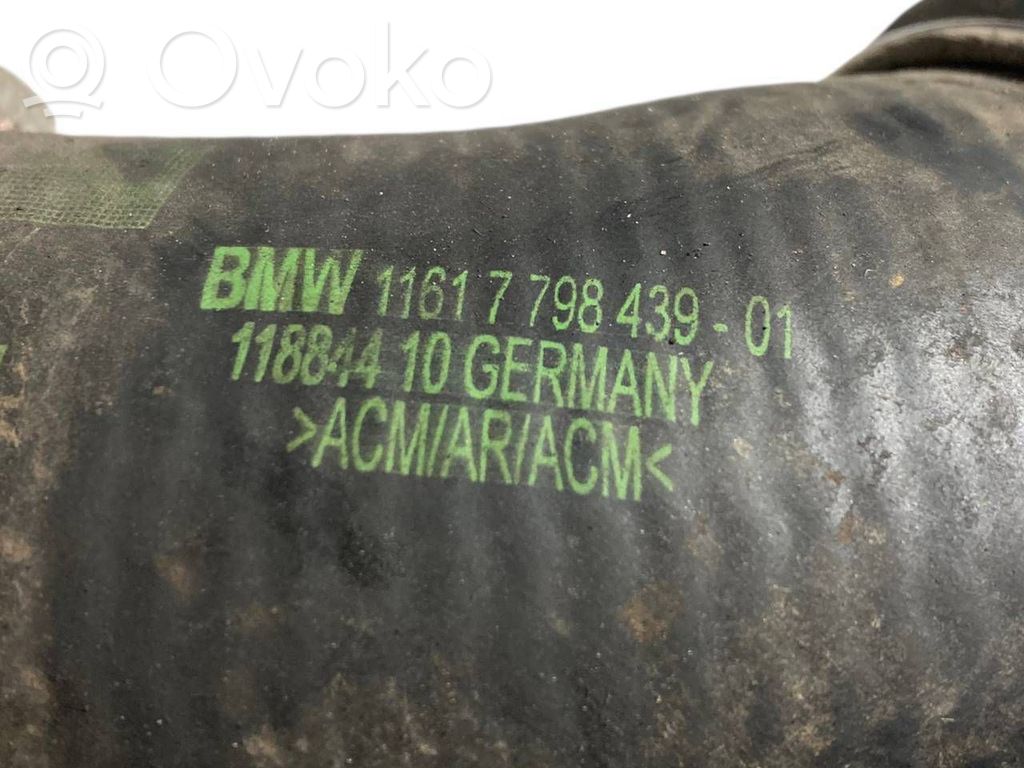 Ovoko
BMW 1161 7 798 439 - 01
118844 10 GERMANY
>ACM/AR/ACM<